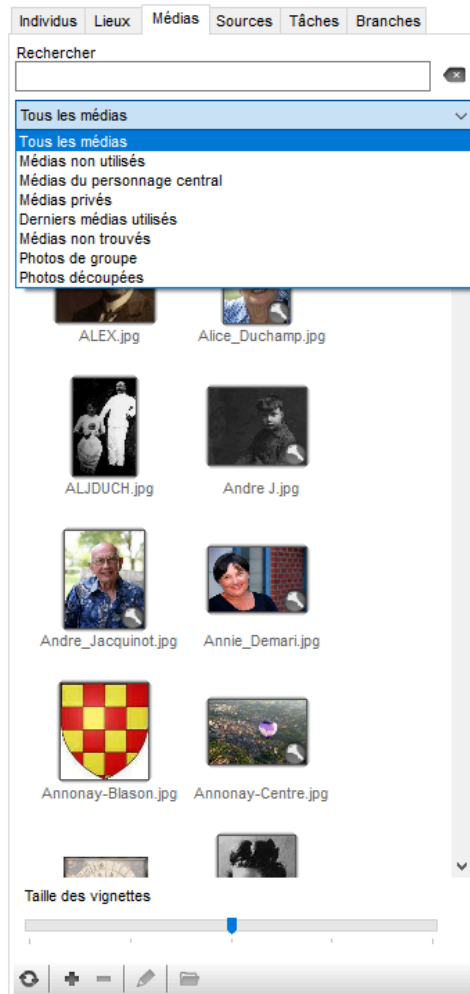 Individus Lieux Médias Sources Tâches Branches
Rechercher
Tous les médias
Tous les médias
Médias non utilisés
Médias du personnage central
Médias privés
Derniers médias utilisés
Médias non trouvés
Photos de groupe
Photos découpées
ALEX.jpg Alice_Duchamp.jpg
ALJDUCH.jpg Andre J.jpg
Andre_Jacquinot.jpg Annie_Demari.jpg
Annonay-Blason.jpg Annonay-Centre.jpg
Taille des vignettes